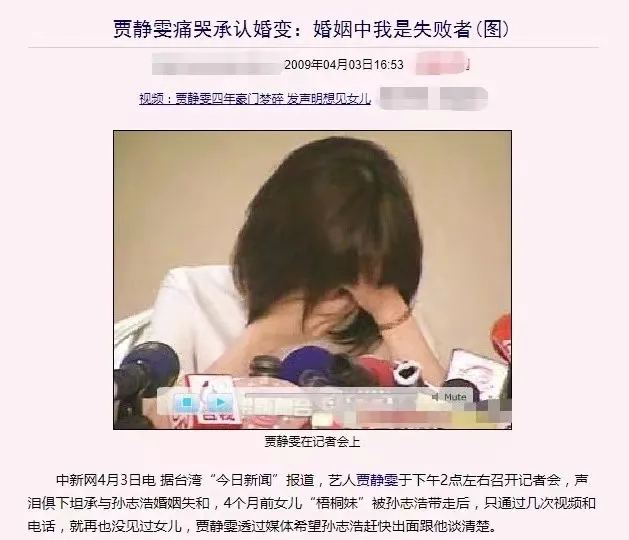 贾静雯痛哭承认婚变：婚姻中我是失败者(图)
2009年04月03日16:53
视频：贾静雯四年豪门梦碎 发声明想见女儿
Mute
贾静雯在记者会上
中新网4月3日电 据台湾“今日新闻”报道，艺人贾静雯于下午2点左右召开记者会，声
泪俱下坦承与孙志浩婚姻失和，4个月前女儿“梧桐妹”被孙志浩带走后，只通过几次视频和
电话，就再也没见过女儿，贾静雯透过媒体希望孙志浩赶快出面跟他谈清楚。